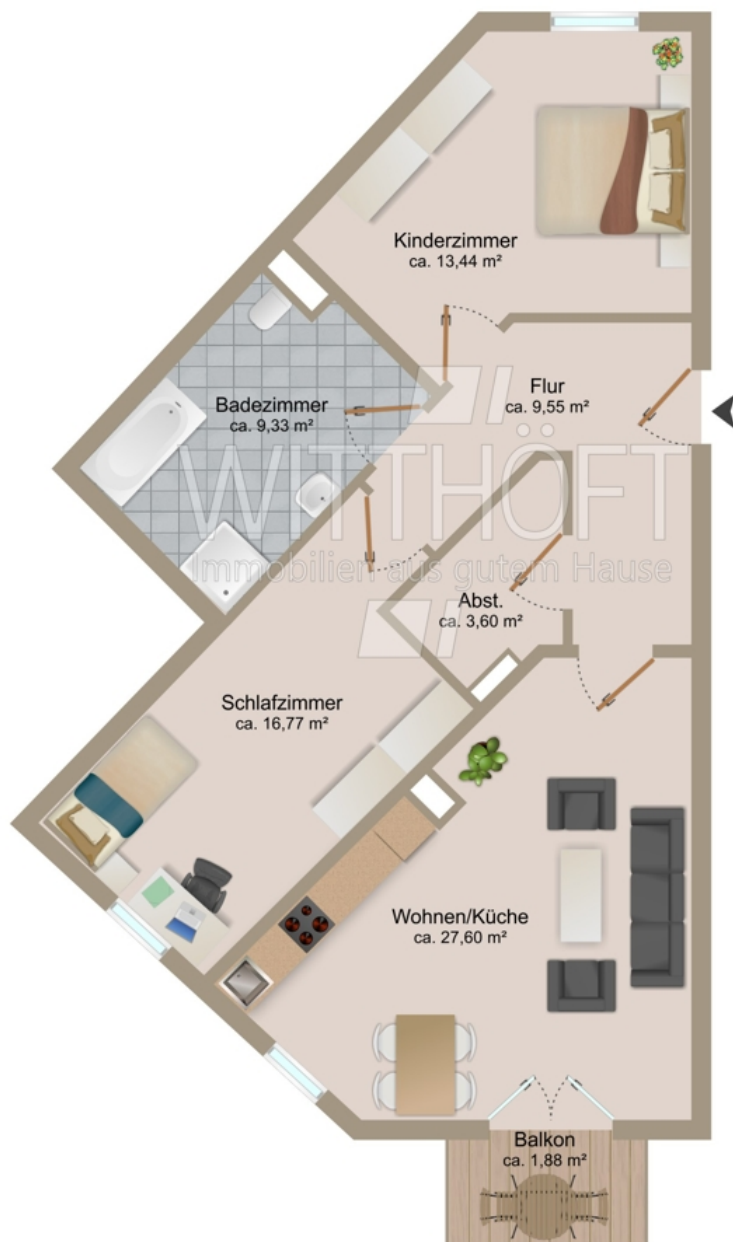 Kinderzimmer
ca. 13,44 m²
Flur
ca. 9,55 m²
Badezimmer
ca. 9,33 m²
WITTHÖFT
Immobilien aus gutem Hause
Abst.
ca. 3,60 m²
Schlafzimmer
ca. 16,77 m²
Wohnen/Küche
ca. 27,60 m²
Balkon
ca. 1,88 m²